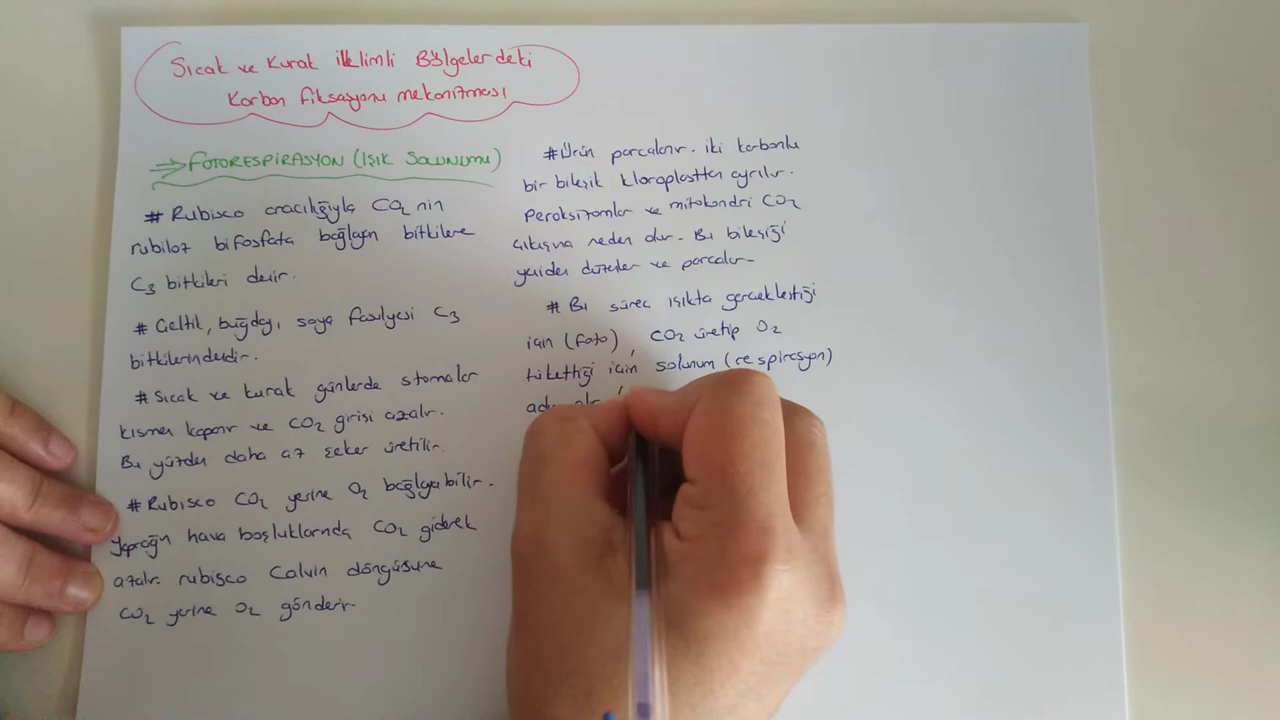 Sıcak ve Kurak iklimli Bölgelerdeki
Karbon fiksasyonu mekanizması
⇒ FOTORESPİRASYON (IŞIK SOLUNUMU)
# Rubisco aracılığıyla CO₂ nin
rubiloz bifosfata bağlayan bitkilere
C₃ bitkileri denir.
# Çeltik, buğday, soya fasulyesi C₃
bitkilerindendir.
# Sıcak ve kurak günlerde stomalar
kısmen kapanır ve CO₂ girişi azalır.
Bu yüzden daha az şeker üretilir.
# Rubisco CO₂ yerine O₂ bağlayabilir.
Yaprağın hava boşluklarında CO₂ giderek
azalır. rubisco Calvin döngüsüne
CO₂ yerine O₂ gönderir.
# Ürün parçalanır. iki karbonlu
bir bileşik kloroplasttan ayrılır.
Peroksizomlar ve mitokondri CO₂
çıkışına neden olur. Bu bileşiği
yeniden düzenler ve parçalar.
# Bu süreç ışıkta gerçekleştiği
için (foto), CO₂ üretip O₂
tükettiği için solunum (respirasyon)
adını alır.